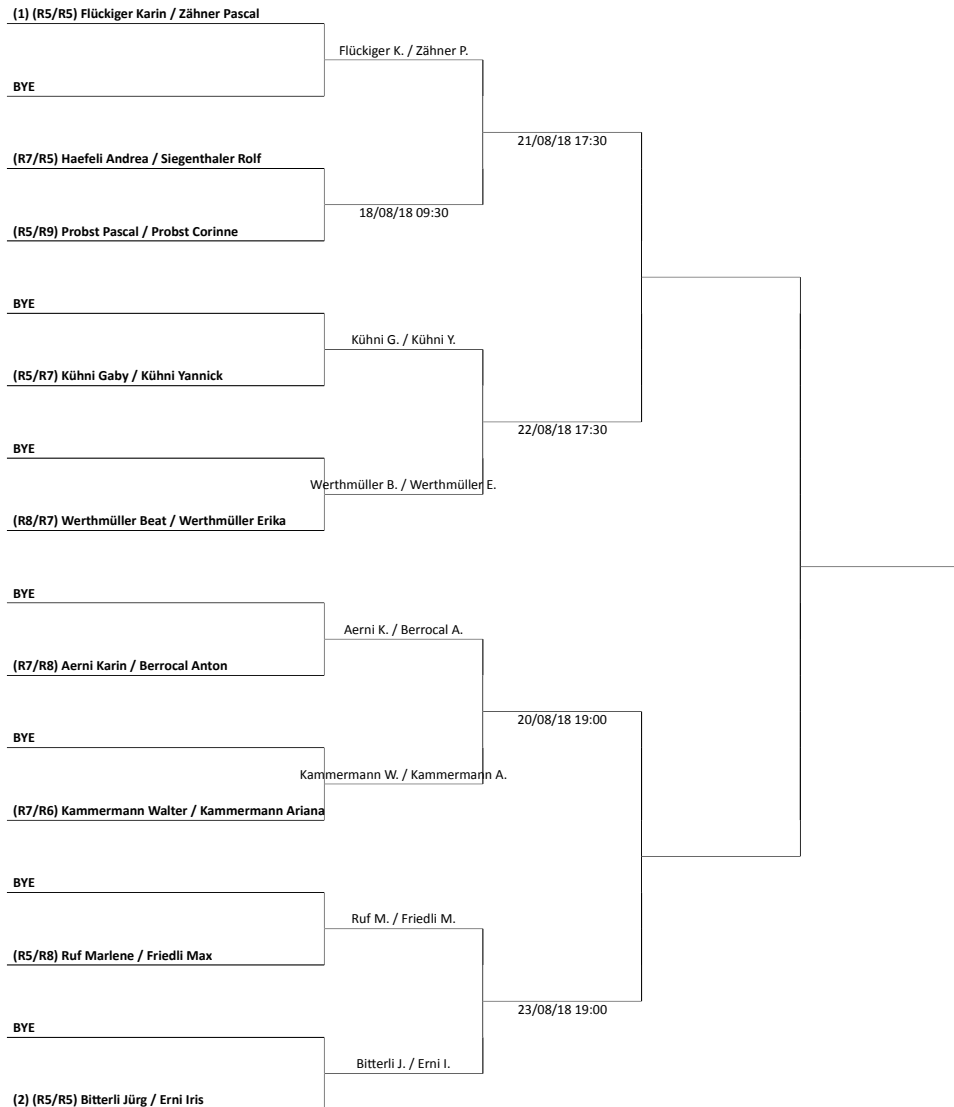 (1) (R5/R5) Flückiger Karin / Zähner Pascal
Flückiger K. / Zähner P.
BYE
21/08/18 17:30
(R7/R5) Haefeli Andrea / Siegenthaler Rolf
18/08/18 09:30
(R5/R9) Probst Pascal / Probst Corinne
BYE
Kühni G. / Kühni Y.
(R5/R7) Kühni Gaby / Kühni Yannick
22/08/18 17:30
BYE
Werthmüller B. / Werthmüller E.
(R8/R7) Werthmüller Beat / Werthmüller Erika
BYE
Aerni K. / Berrocal A.
(R7/R8) Aerni Karin / Berrocal Anton
20/08/18 19:00
BYE
Kammermann W. / Kammermann A.
(R7/R6) Kammermann Walter / Kammermann Ariana
BYE
Ruf M. / Friedli M.
(R5/R8) Ruf Marlene / Friedli Max
23/08/18 19:00
BYE
Bitterli J. / Erni I.
(2) (R5/R5) Bitterli Jürg / Erni Iris